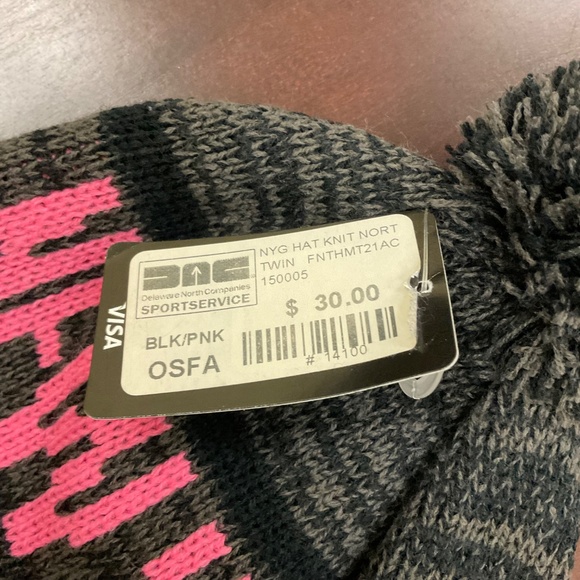 NYG HAT KNIT NORT
TWIN FNTHMT21AC
150005
Delaware North Companies
SPORTSERVICE
$ 30.00
BLK/PNK
OSFA
# 14100
VISA